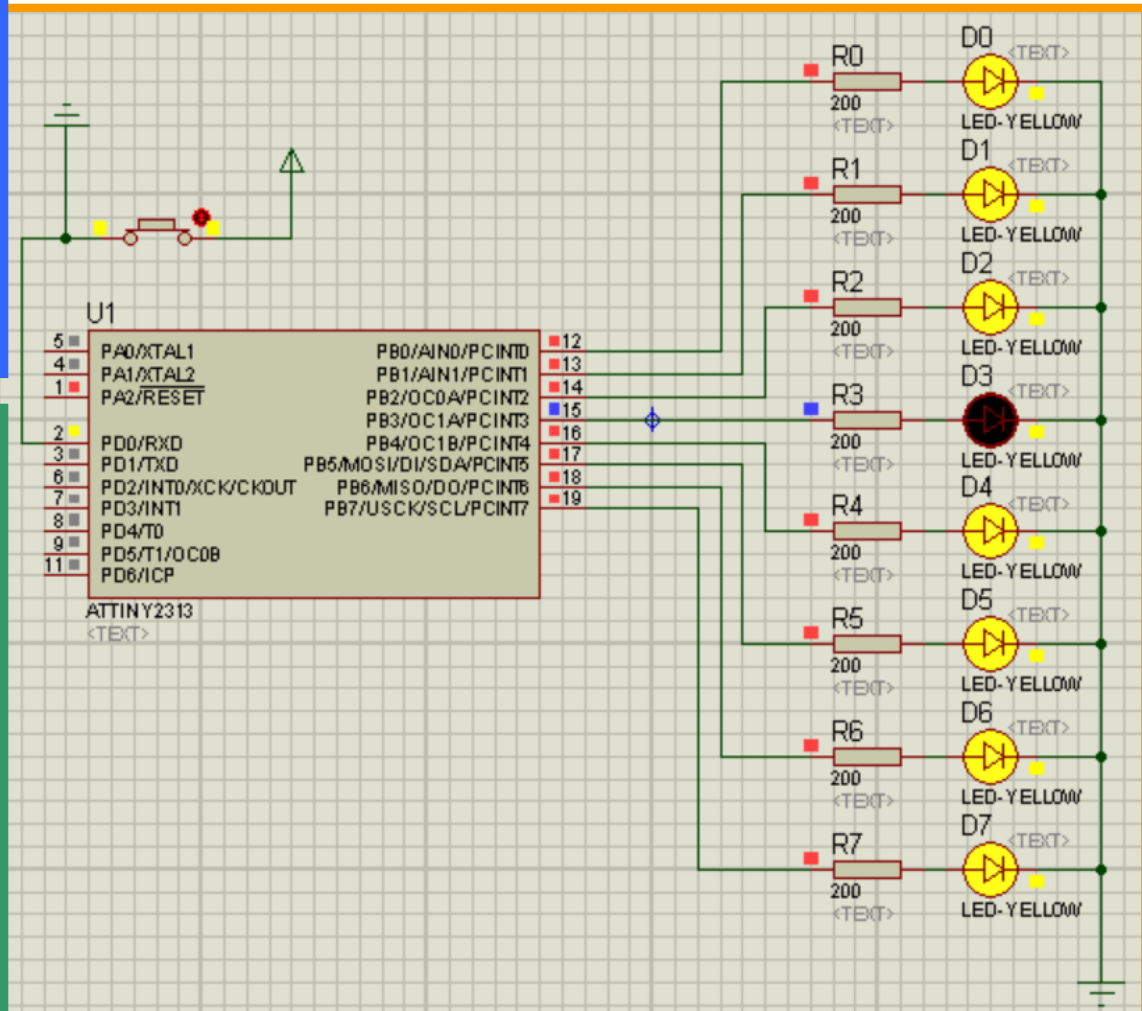 D0
<TEXT>
R0
200
<TEXT>
LED-YELLOW
D1
<TEXT>
R1
200
<TEXT>
LED-YELLOW
D2
<TEXT>
R2
200
<TEXT>
LED-YELLOW
D3
<TEXT>
R3
200
<TEXT>
LED-YELLOW
D4
<TEXT>
R4
200
<TEXT>
LED-YELLOW
D5
<TEXT>
R5
200
<TEXT>
LED-YELLOW
D6
<TEXT>
R6
200
<TEXT>
LED-YELLOW
D7
<TEXT>
R7
200
<TEXT>
LED-YELLOW
U1
5 PA0/XTAL1
4 PA1/XTAL2
1 PA2/RESET
2 PD0/RXD
3 PD1/TXD
6 PD2/INT0/XCK/CKOUT
7 PD3/INT1
8 PD4/T0
9 PD5/T1/OC0B
11 PD6/ICP
PB0/AIN0/PCINT0 12
PB1/AIN1/PCINT1 13
PB2/OC0A/PCINT2 14
PB3/OC1A/PCINT3 15
PB4/OC1B/PCINT4 16
PB5/MOSI/DI/SDA/PCINT5 17
PB6/MISO/DO/PCINT6 18
PB7/USCK/SCL/PCINT7 19
ATTINY2313
<TEXT>